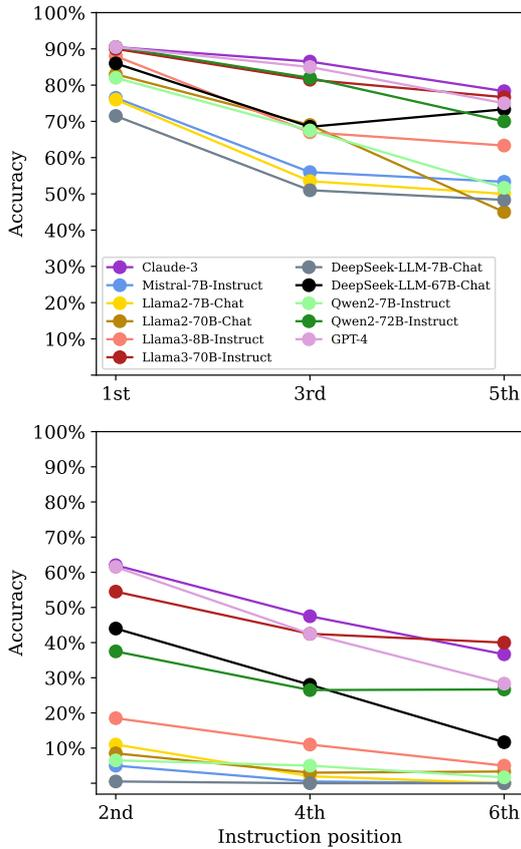 100%
90%
80%
70%
60%
50%
40%
30%
20%
10%
Accuracy
Claude-3
Mistral-7B-Instruct
Llama2-7B-Chat
Llama2-70B-Chat
Llama3-8B-Instruct
Llama3-70B-Instruct
DeepSeek-LLM-7B-Chat
DeepSeek-LLM-67B-Chat
Qwen2-7B-Instruct
Qwen2-72B-Instruct
GPT-4
1st 3rd 5th
100%
90%
80%
70%
60%
50%
40%
30%
20%
10%
Accuracy
2nd 4th 6th
Instruction position